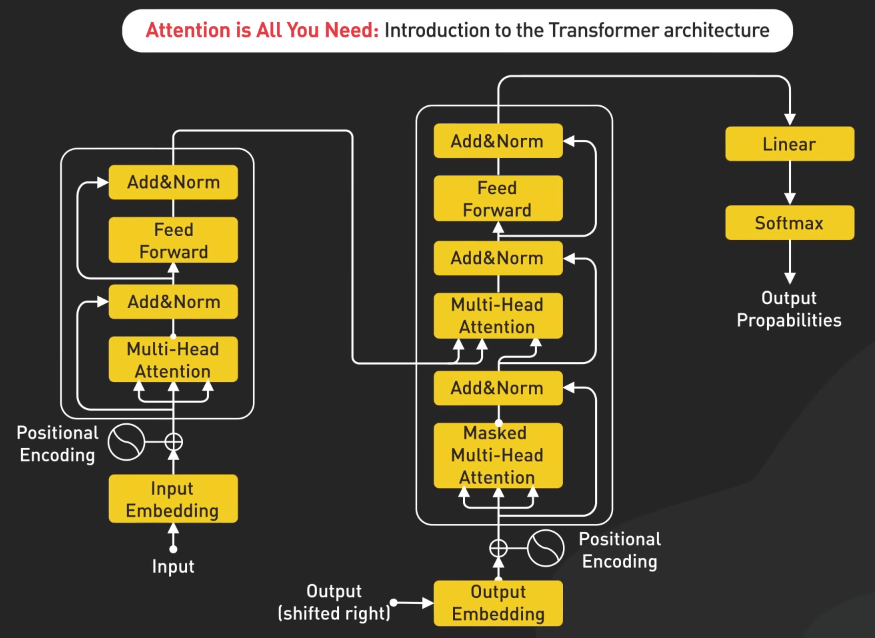 Attention is All You Need: Introduction to the Transformer architecture
Add&Norm
Feed
Forward
Add&Norm
Multi-Head
Attention
Positional
Encoding
Input
Embedding
Input
Add&Norm
Feed
Forward
Add&Norm
Multi-Head
Attention
Add&Norm
Masked
Multi-Head
Attention
Positional
Encoding
Output
(shifted right)
Output
Embedding
Linear
Softmax
Output
Propabilities